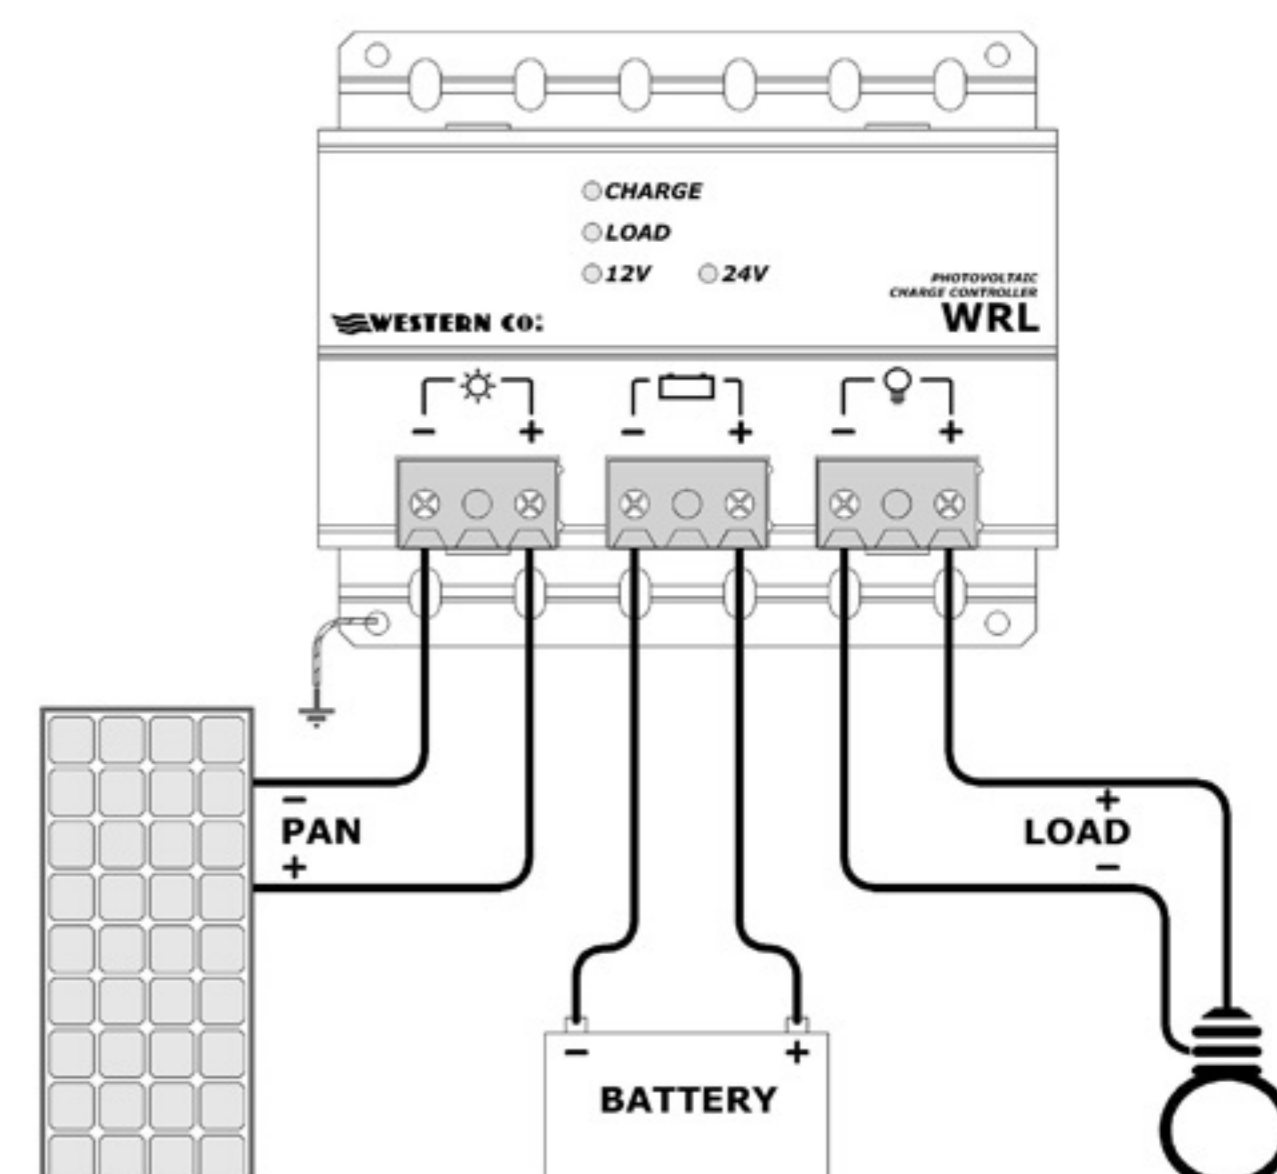 CHARGE
LOAD
12V 24V
PHOTOVOLTAIC
CHARGE CONTROLLER
WESTERN CO.
WRL
- + - + - +
-
PAN
+
+
LOAD
-
- +
BATTERY